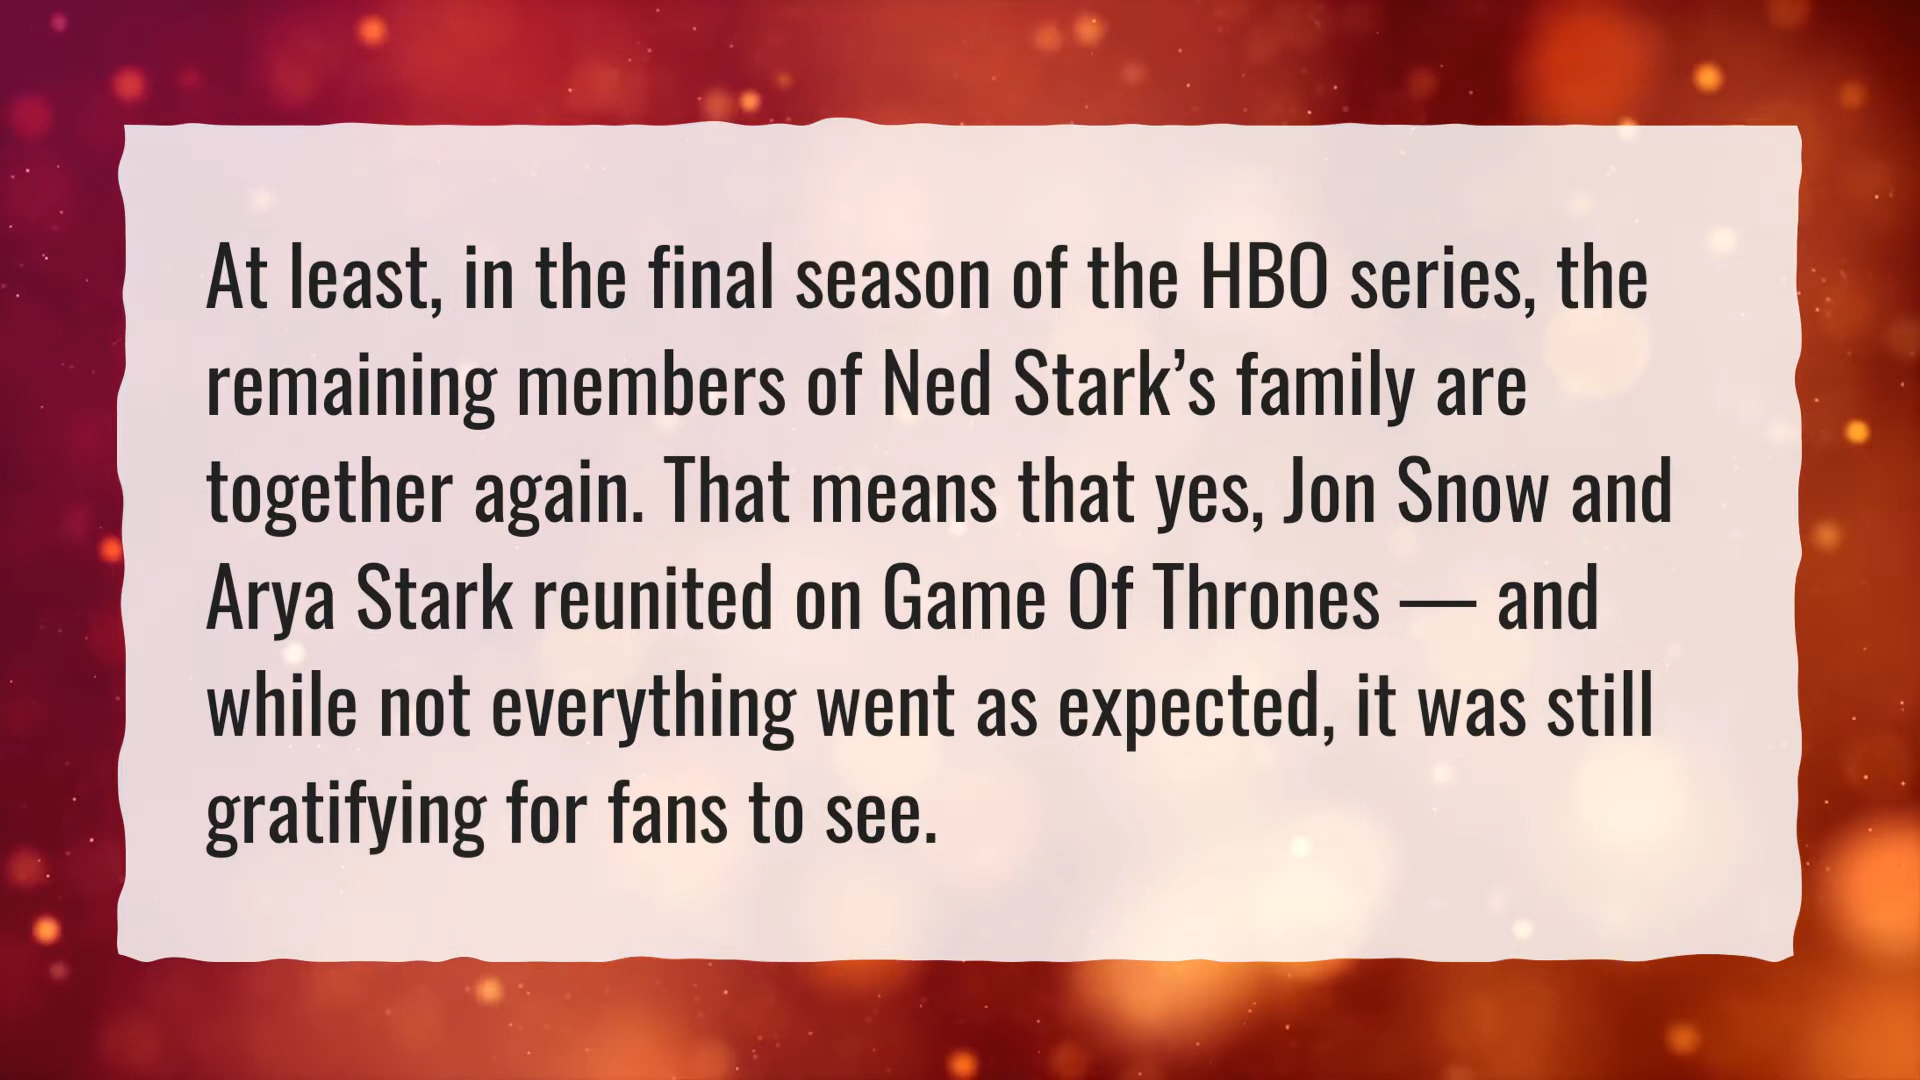 At least, in the final season of the HBO series, the
remaining members of Ned Stark’s family are
together again. That means that yes, Jon Snow and
Arya Stark reunited on Game Of Thrones — and
while not everything went as expected, it was still
gratifying for fans to see.